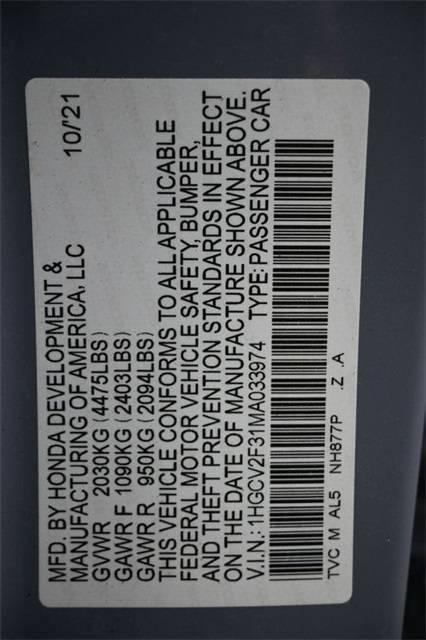 MFD. BY HONDA DEVELOPMENT & 10/'21
MANUFACTURING OF AMERICA, LLC
GVWR 2030KG (4475LBS)
GAWR F 1090KG (2403LBS)
GAWR R 950KG (2094LBS)
THIS VEHICLE CONFORMS TO ALL APPLICABLE
FEDERAL MOTOR VEHICLE SAFETY, BUMPER,
AND THEFT PREVENTION STANDARDS IN EFFECT
ON THE DATE OF MANUFACTURE SHOWN ABOVE.
V.I.N.: 1HGCV2F31MA033974 TYPE: PASSENGER CAR
TVC M AL5 NH877P .Z .A